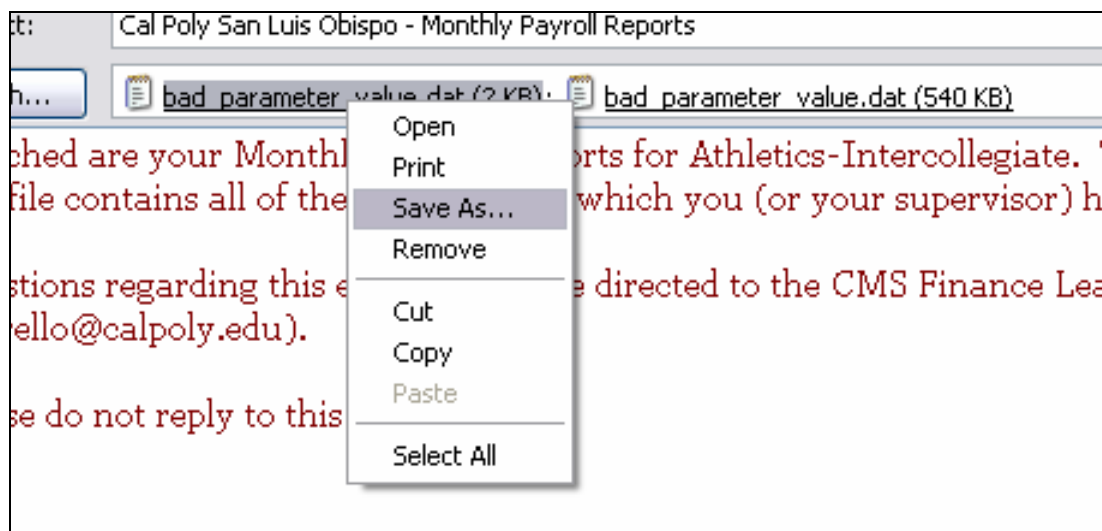 ct: Cal Poly San Luis Obispo - Monthly Payroll Reports
h... bad_parameter_value.dat (2 KB); bad_parameter_value.dat (540 KB)
Open
ched are your Monthl orts for Athletics-Intercollegiate.
Print
file contains all of the which you (or your supervisor) h
Save As...
Remove
stions regarding this e e directed to the CMS Finance Lea
Cut
rello@calpoly.edu).
Copy
Paste
se do not reply to this
Select All